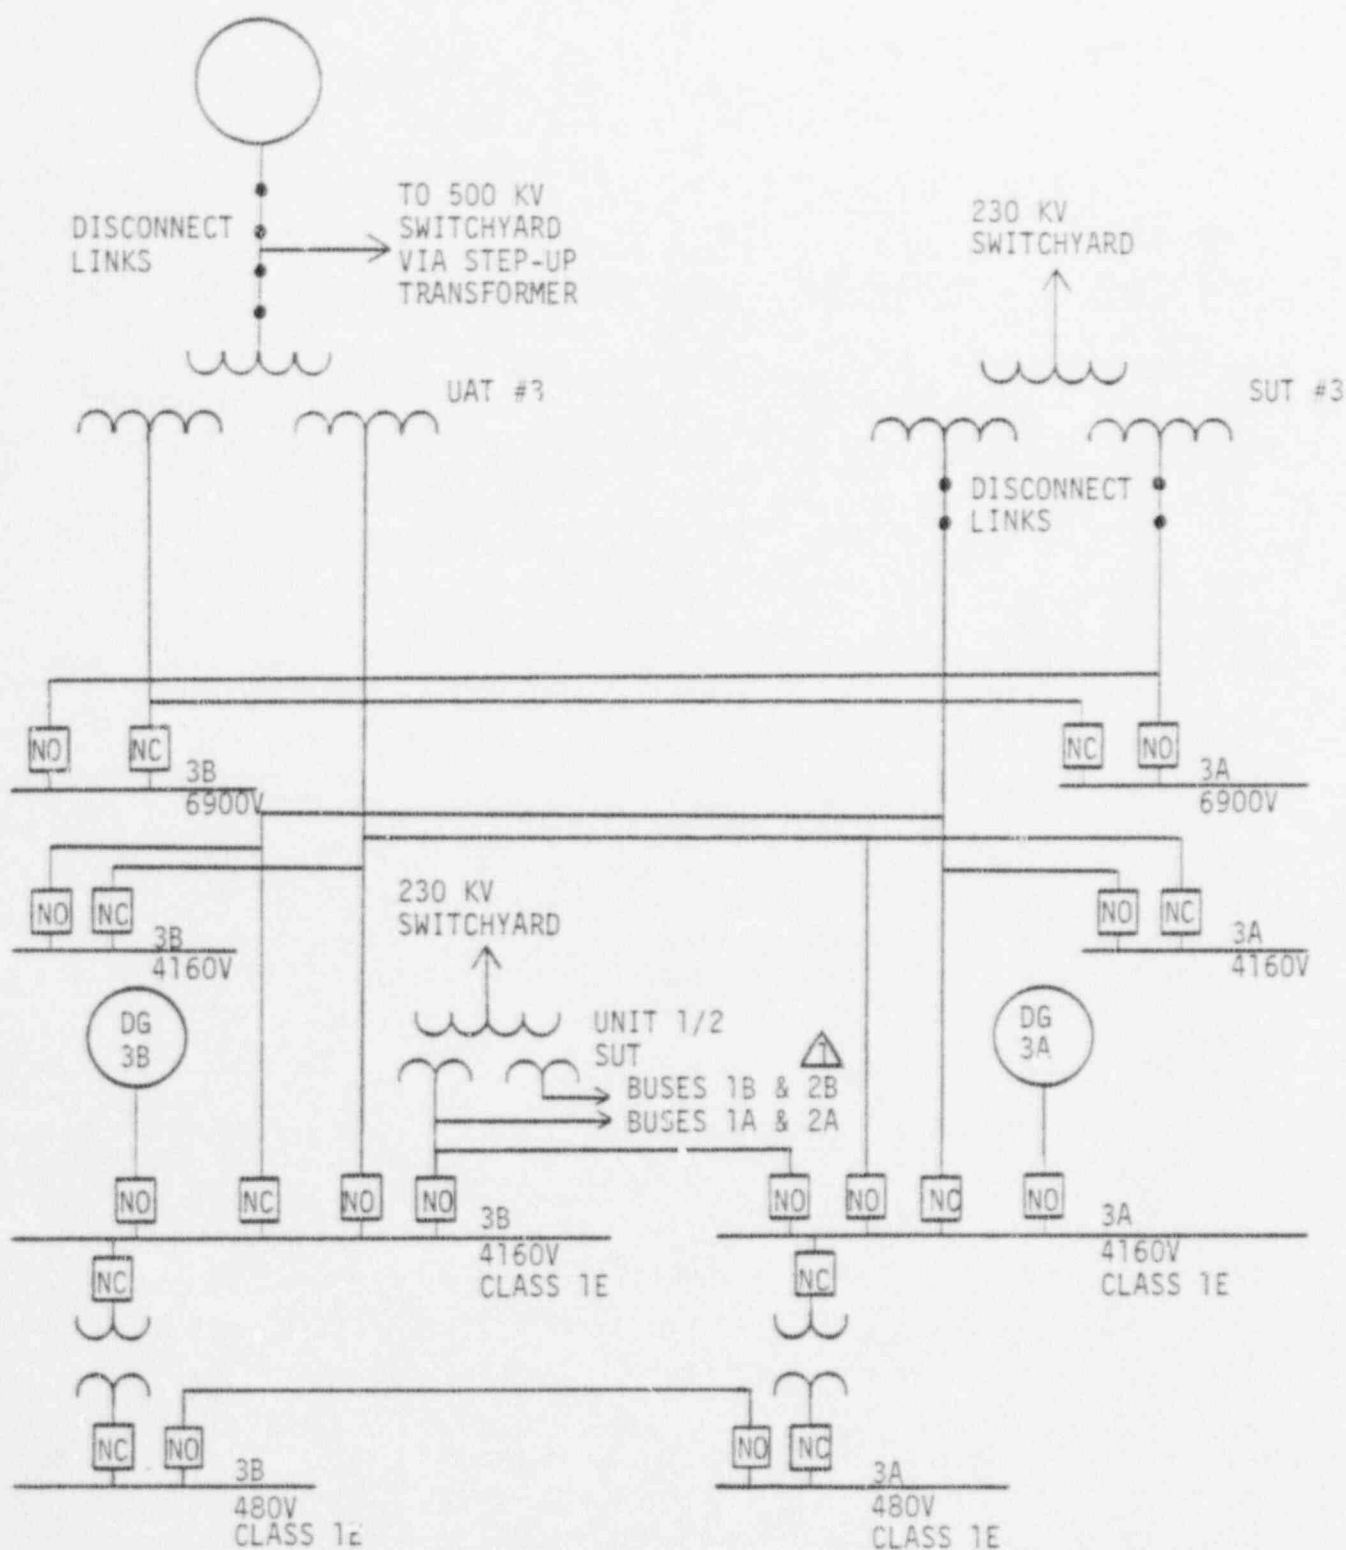 DISCONNECT
LINKS
TO 500 KV
SWITCHYARD
VIA STEP-UP
TRANSFORMER
230 KV
SWITCHYARD
UAT #3
SUT #3
DISCONNECT
LINKS
NO
NC
3B
6900V
NC
NO
3A
6900V
NO
NC
3B
4160V
230 KV
SWITCHYARD
NO
NC
3A
4160V
DG
3B
UNIT 1/2
SUT
1
BUSES 1B & 2B
BUSES 1A & 2A
DG
3A
NO
NC
NO
NO
3B
4160V
CLASS 1E
NO
NO
NC
NO
3A
4160V
CLASS 1E
NC
NC
NC
NO
3B
480V
CLASS 1E
NO
NC
3A
480V
CLASS 1E